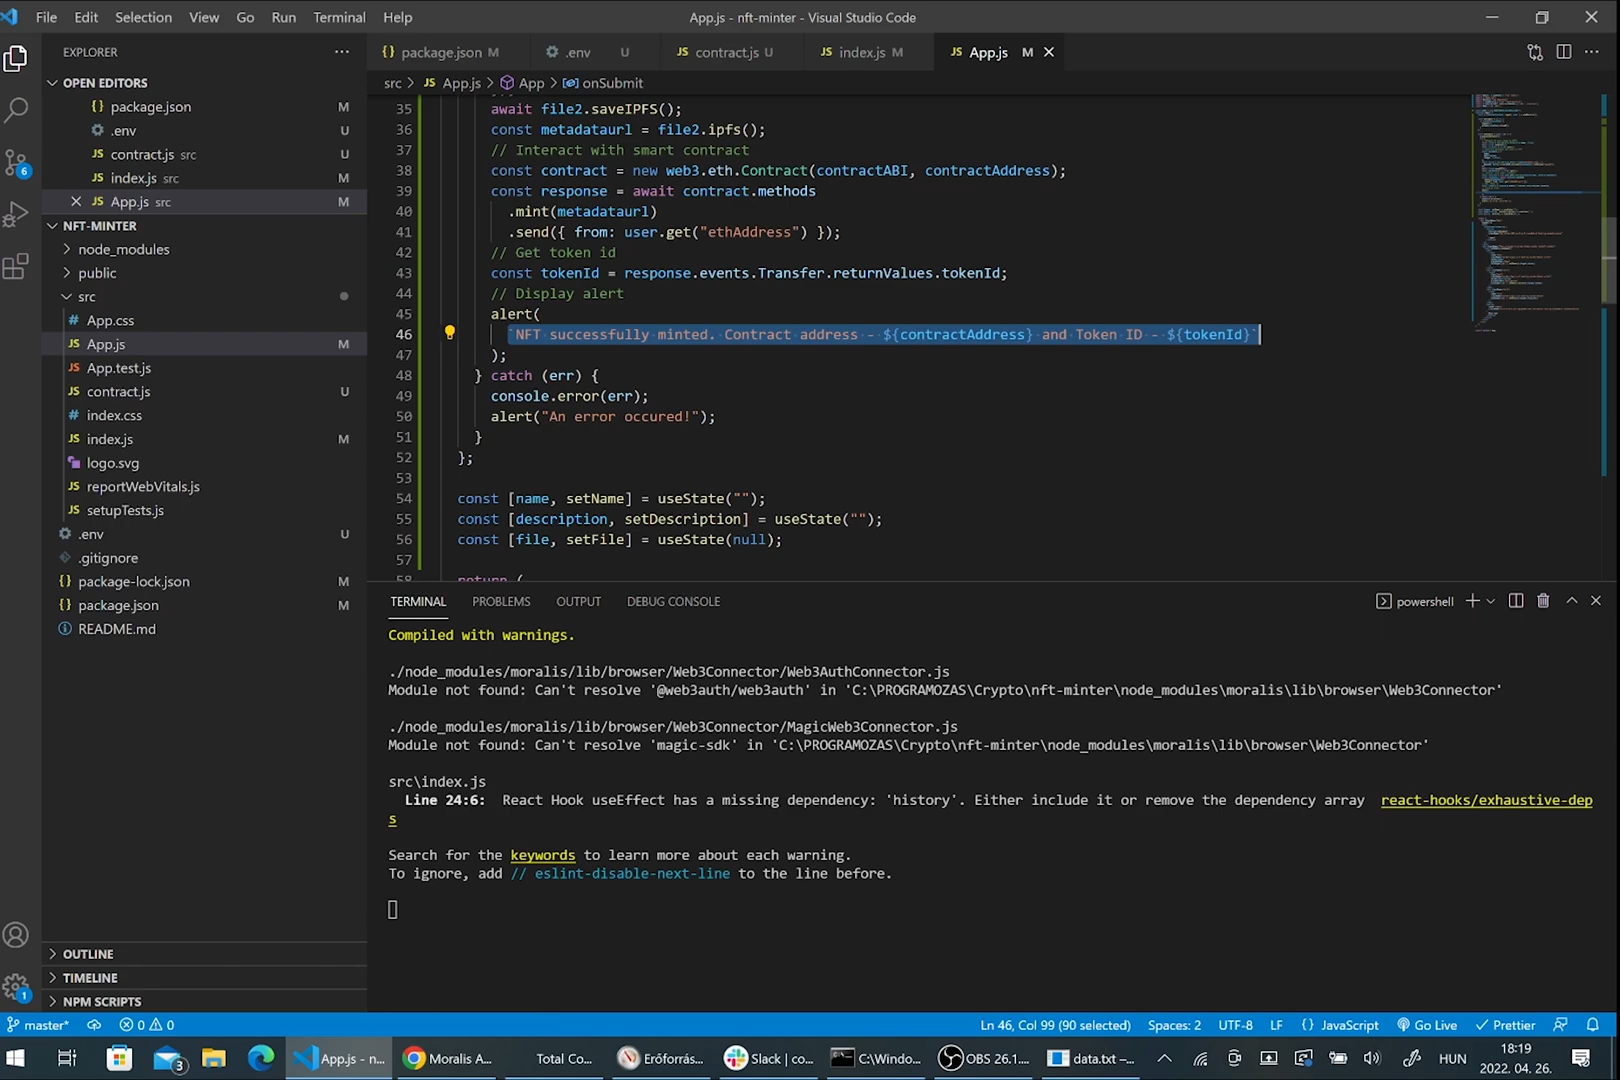 File Edit Selection View Go Run Terminal Help
App.js - nft-minter - Visual Studio Code
EXPLORER
package.json M
.env U
contract.js U
index.js M
App.js M
OPEN EDITORS
package.json M
.env U
contract.js src U
index.js src M
App.js src M
NFT-MINTER
node_modules
public
src
App.css
App.js M
App.test.js
contract.js U
index.css
index.js M
logo.svg
reportWebVitals.js
setupTests.js
.env U
.gitignore
package-lock.json M
package.json M
README.md
OUTLINE
TIMELINE
NPM SCRIPTS
src > App.js > App > onSubmit
35 await file2.saveIPFS();
36 const metadataurl = file2.ipfs();
37 // Interact with smart contract
38 const contract = new web3.eth.Contract(contractABI, contractAddress);
39 const response = await contract.methods
40 .mint(metadataurl)
41 .send({ from: user.get("ethAddress") });
42 // Get token id
43 const tokenId = response.events.Transfer.returnValues.tokenId;
44 // Display alert
45 alert(
46 `NFT successfully minted. Contract address - ${contractAddress} and Token ID - ${tokenId}`
47 );
48 } catch (err) {
49 console.error(err);
50 alert("An error occured!");
51 }
52 };
53
54 const [name, setName] = useState("");
55 const [description, setDescription] = useState("");
56 const [file, setFile] = useState(null);
57
58 return (
TERMINAL PROBLEMS OUTPUT DEBUG CONSOLE
powershell
Compiled with warnings.
./node_modules/moralis/lib/browser/Web3Connector/Web3AuthConnector.js
Module not found: Can't resolve '@web3auth/web3auth' in 'C:\PROGRAMOZAS\Crypto\nft-minter\node_modules\moralis\lib\browser\Web3Connector'
./node_modules/moralis/lib/browser/Web3Connector/MagicWeb3Connector.js
Module not found: Can't resolve 'magic-sdk' in 'C:\PROGRAMOZAS\Crypto\nft-minter\node_modules\moralis\lib\browser\Web3Connector'
src\index.js
Line 24:6: React Hook useEffect has a missing dependency: 'history'. Either include it or remove the dependency array react-hooks/exhaustive-dep
s
Search for the keywords to learn more about each warning.
To ignore, add // eslint-disable-next-line to the line before.
6
1
master* 0 0
Ln 46, Col 99 (90 selected) Spaces: 2 UTF-8 LF {} JavaScript Go Live Prettier
3
App.js - n...
Moralis A...
Total Co...
Erőforrás...
Slack | co...
C:\Windo...
OBS 26.1....
data.txt –...
HUN
18:19
2022. 04. 26.